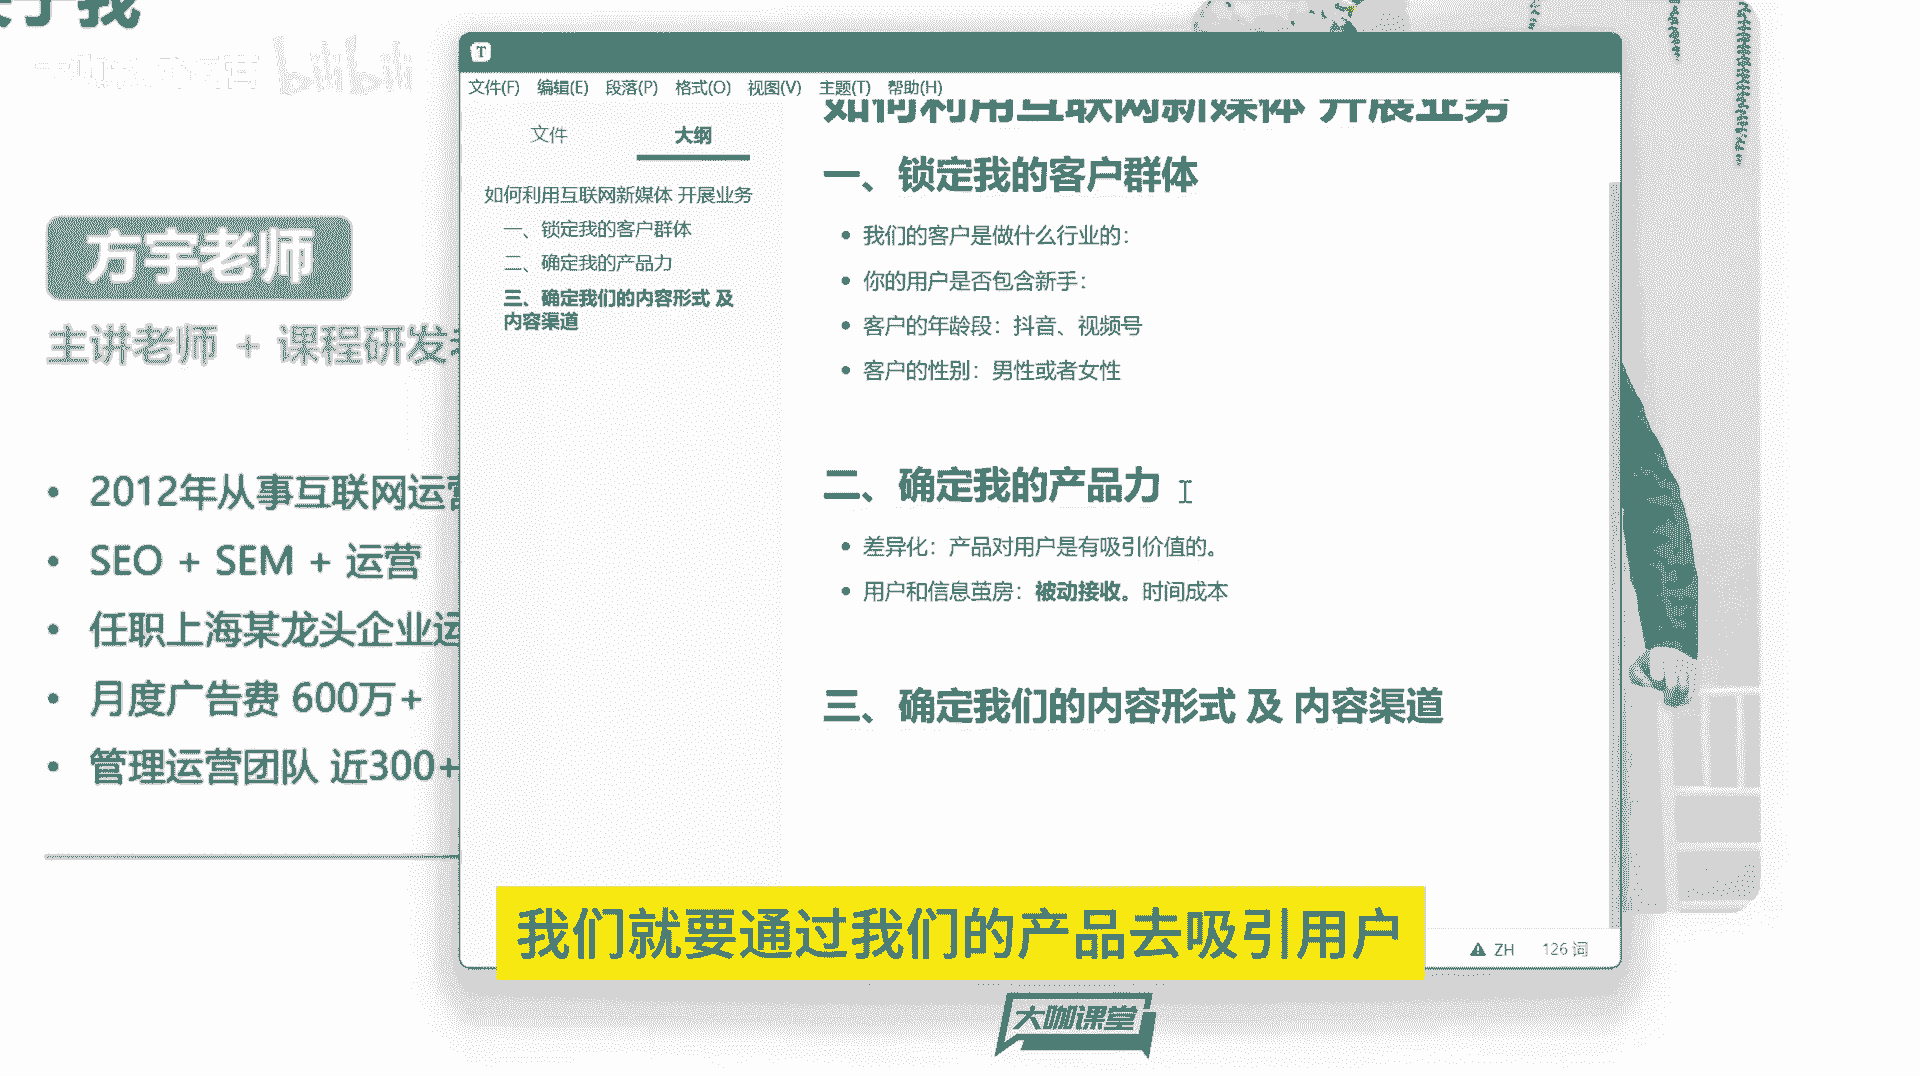 于我
bilibili
方宇老师
主讲老师 + 课程研发
2012年从事互联网运营
SEO + SEM + 运营
任职上海某龙头企业运
月度广告费 600万+
管理运营团队 近300+
T
文件(F) 编辑(E) 段落(P) 格式(O) 视图(V) 主题(T) 帮助(H)
文件 大纲
如何利用互联网新媒体 开展业务
一、锁定我的客户群体
二、确定我的产品力
三、确定我们的内容形式 及
内容渠道
如何利用互联网新媒体 开展业务
一、锁定我的客户群体
我们的客户是做什么行业的：
你的用户是否包含新手：
客户的年龄段：抖音、视频号
客户的性别：男性或者女性
二、确定我的产品力
差异化：产品对用户是有吸引价值的。
用户和信息茧房：被动接收。时间成本
三、确定我们的内容形式 及 内容渠道
我们就要通过我们的产品去吸引用户
ZH 126 词
大咖课堂